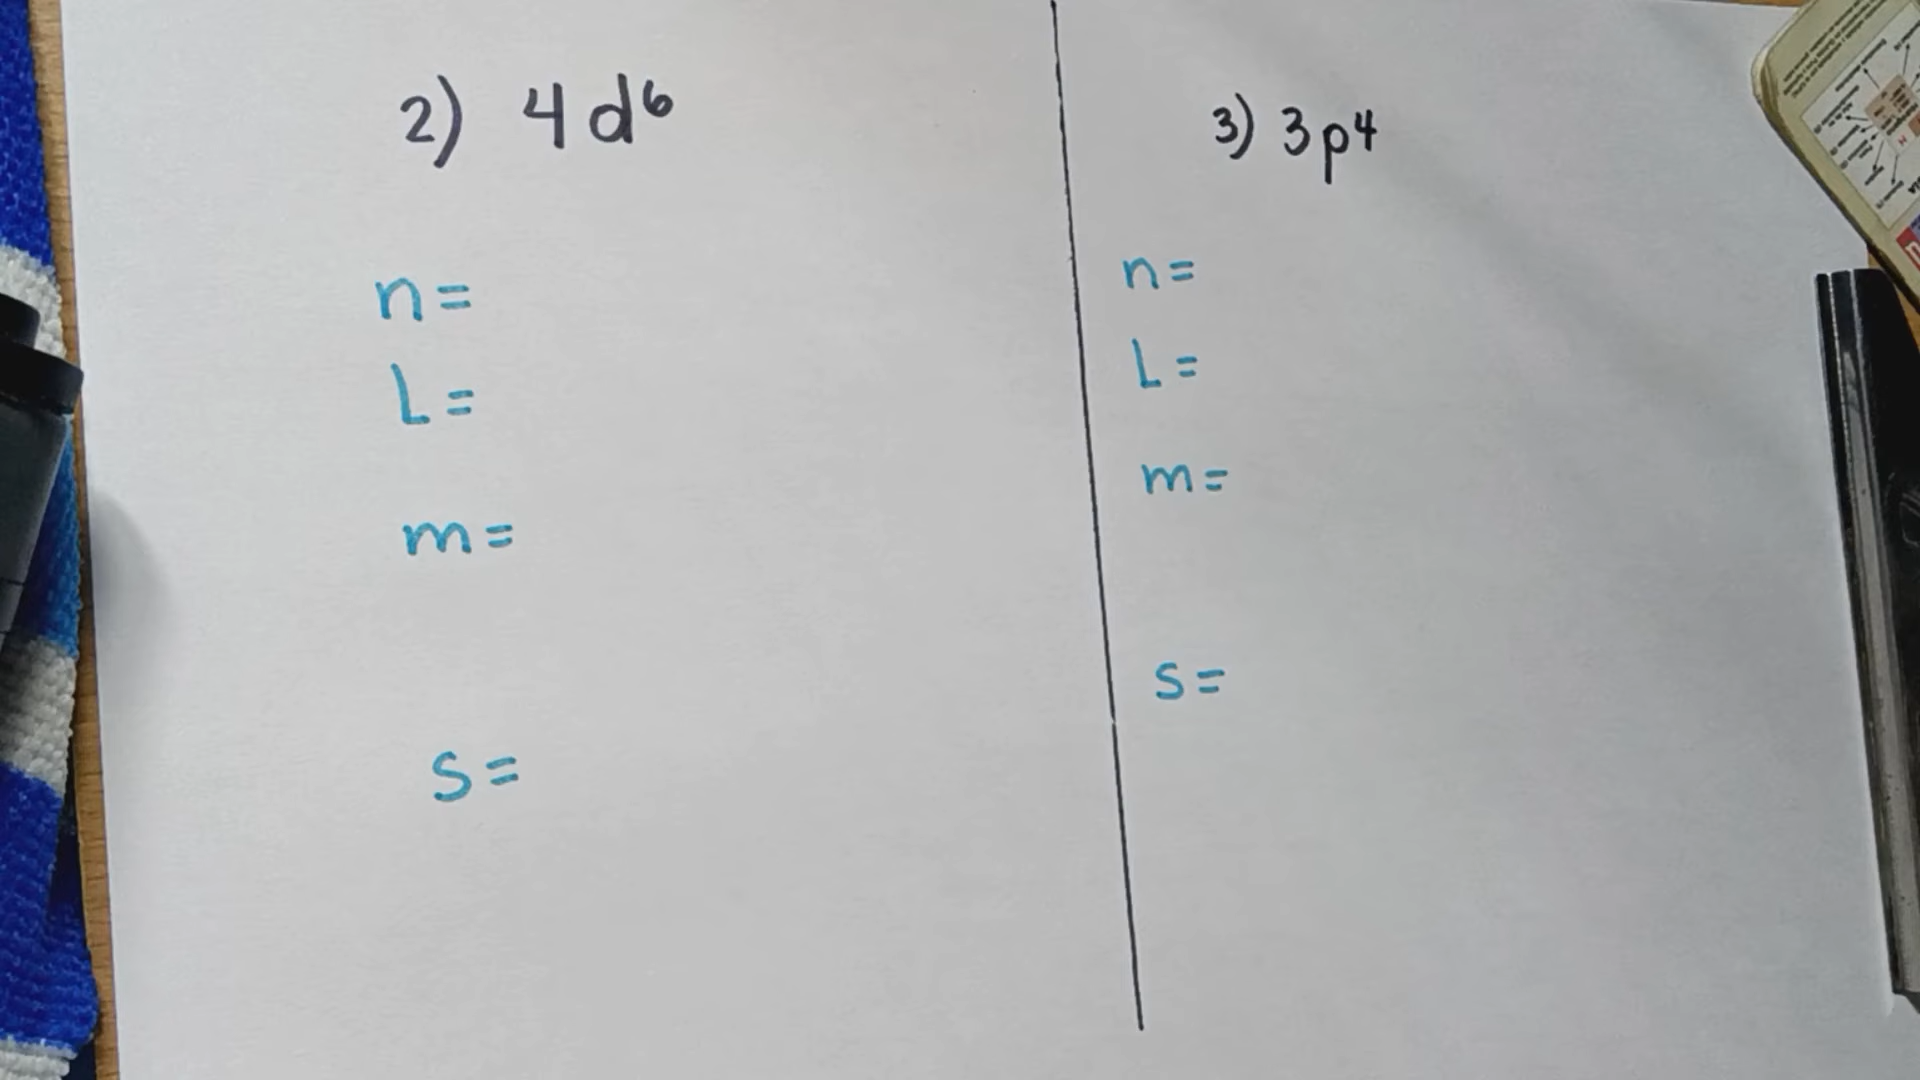 2) 4d⁶
n=
L=
m=
s=
3) 3p⁴
n=
L=
m=
s=